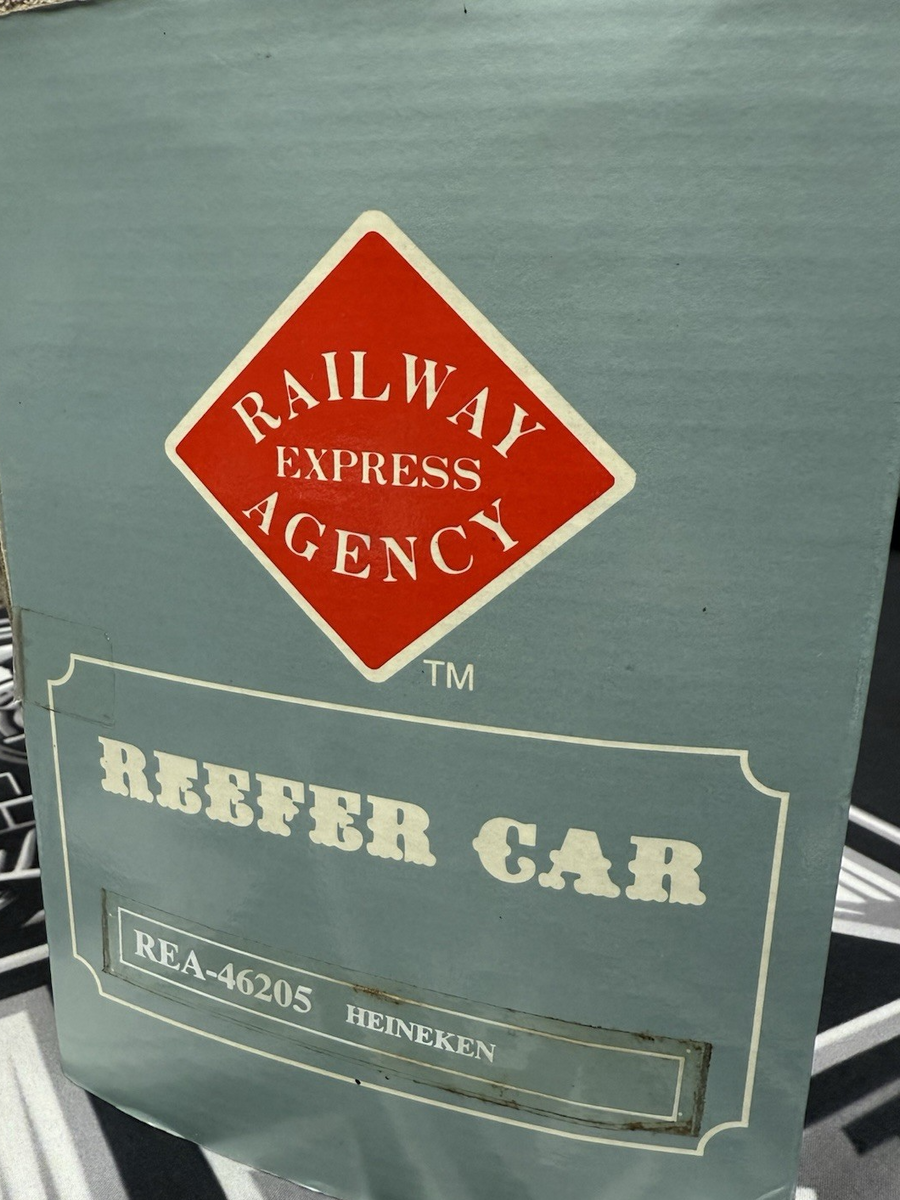 RAILWAY
EXPRESS
AGENCY
TM
REEFER CAR
REA-46205 HEINEKEN